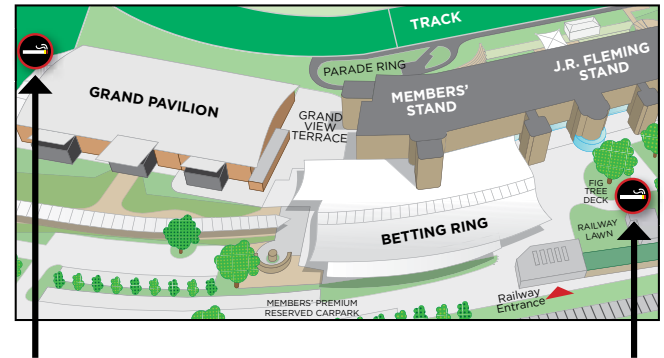 TRACK
PARADE RING
J.R. FLEMING
STAND
MEMBERS'
STAND
GRAND PAVILION
GRAND
VIEW
TERRACE
FIG
TREE
DECK
BETTING RING
RAILWAY
LAWN
Railway
Entrance
MEMBERS' PREMIUM
RESERVED CARPARK